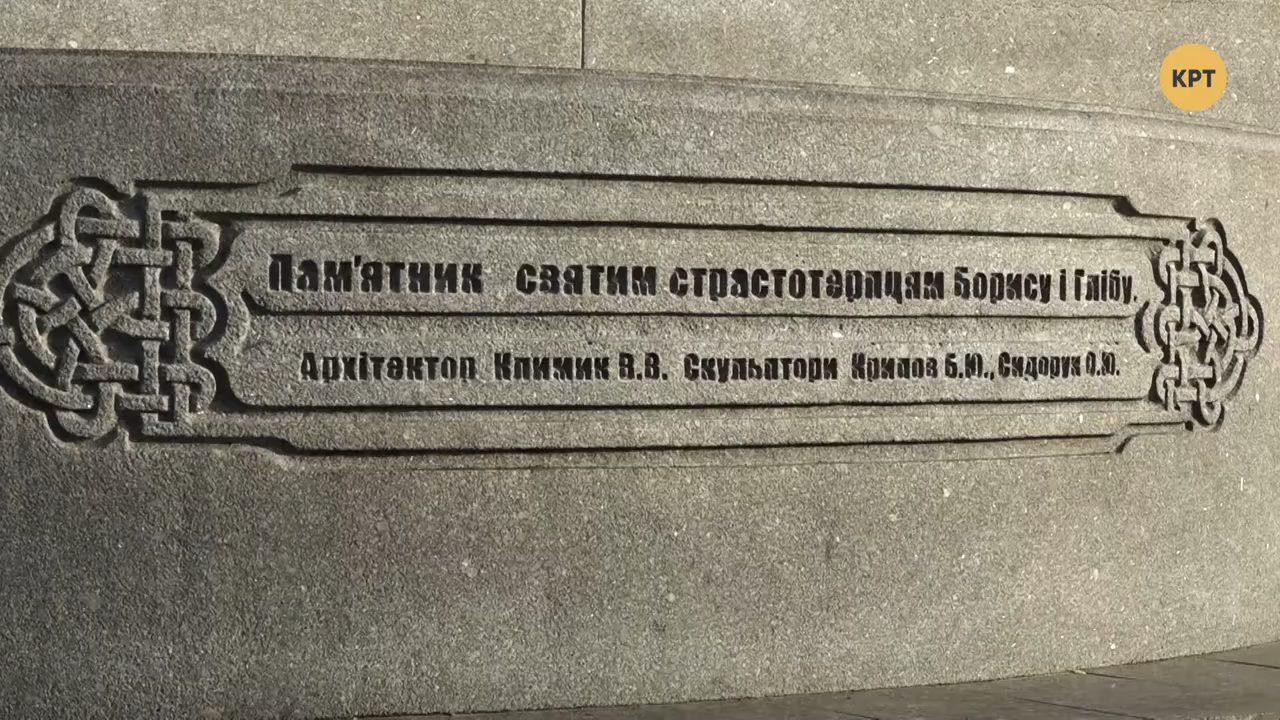 КРТ
Пам'ятник святим страстотерпцям Борису і Глібу.
Архітектор Климик В.В. Скульптори Крилов Б.Ю., Сидорук О.Ю.